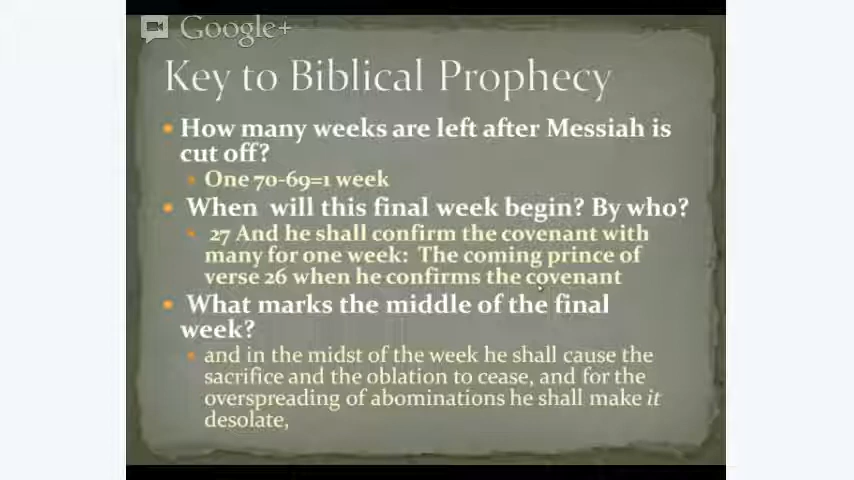 Google+
Key to Biblical Prophecy
• How many weeks are left after Messiah is
cut off?
• One 70-69=1 week
• When will this final week begin? By who?
• 27 And he shall confirm the covenant with
many for one week: The coming prince of
verse 26 when he confirms the covenant
• What marks the middle of the final
week?
• and in the midst of the week he shall cause the
sacrifice and the oblation to cease, and for the
overspreading of abominations he shall make it
desolate,